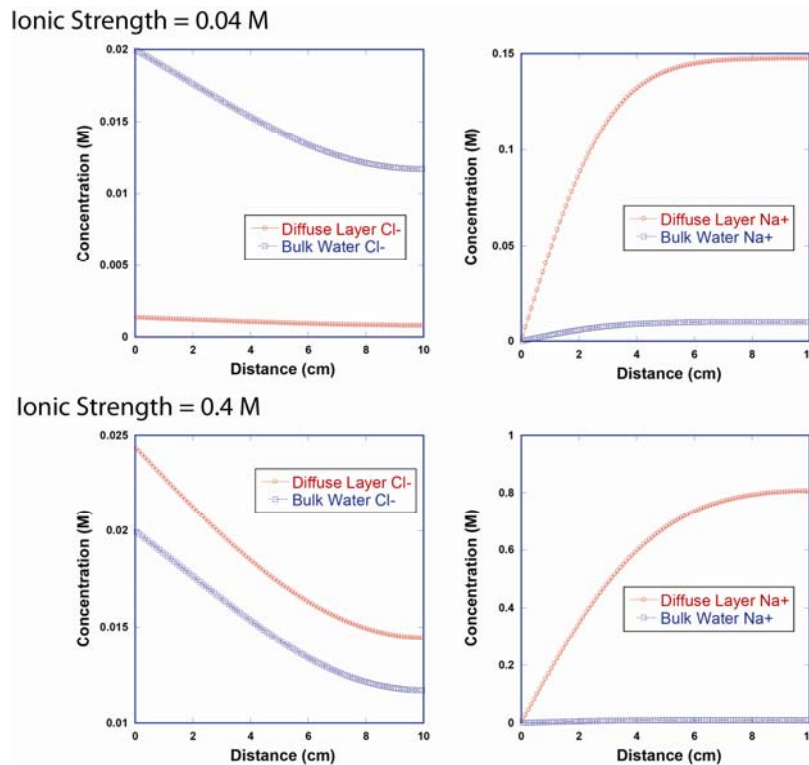 Ionic Strength = 0.04 M
Concentration (M)
0.02
0.015
0.01
0.005
0
Diffuse Layer Cl-
Bulk Water Cl-
0 2 4 6 8 10
Distance (cm)
Concentration (M)
0.15
0.1
0.05
0
Diffuse Layer Na+
Bulk Water Na+
0 2 4 6 8 1
Distance (cm)
Ionic Strength = 0.4 M
Concentration (M)
0.025
0.02
0.015
0.01
Diffuse Layer Cl-
Bulk Water Cl-
0 2 4 6 8 10
Distance (cm)
Concentration (M)
1
0.8
0.6
0.4
0.2
0
Diffuse Layer Na+
Bulk Water Na+
0 2 4 6 8 1
Distance (cm)